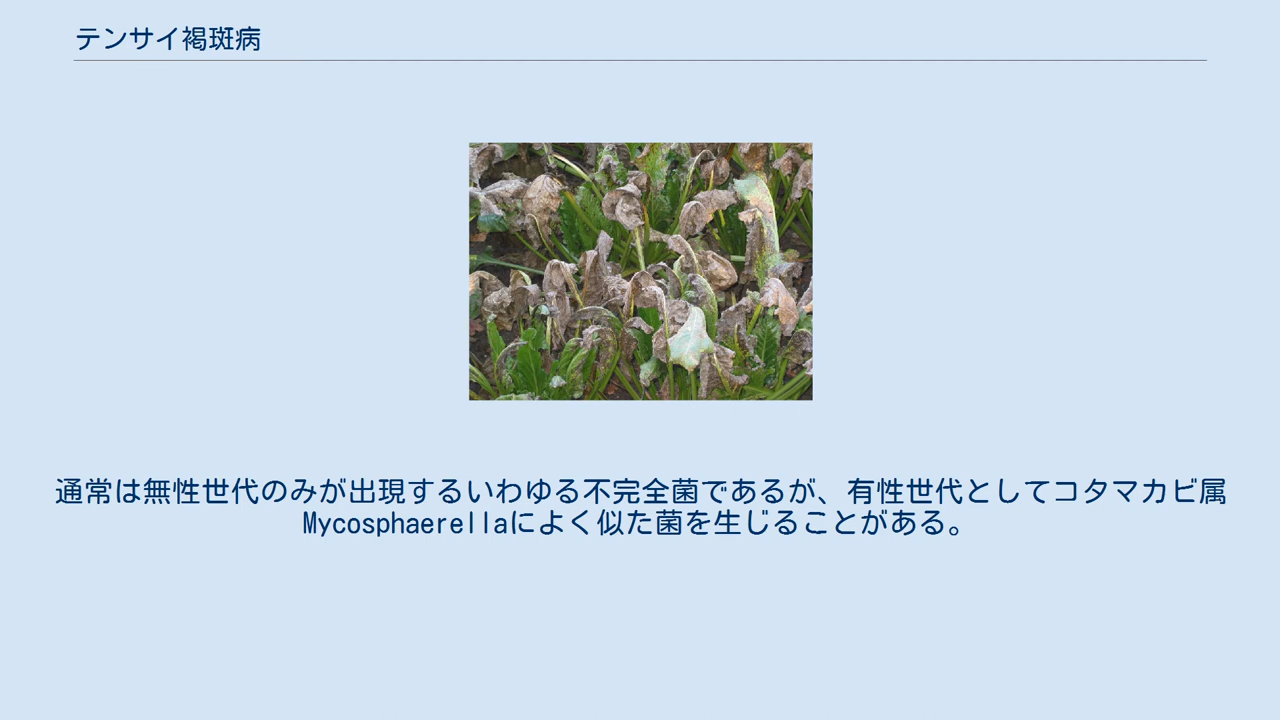 テンサイ褐斑病
通常は無性世代のみが出現するいわゆる不完全菌であるが、有性世代としてコタマカビ属
Mycosphaerellaによく似た菌を生じることがある。